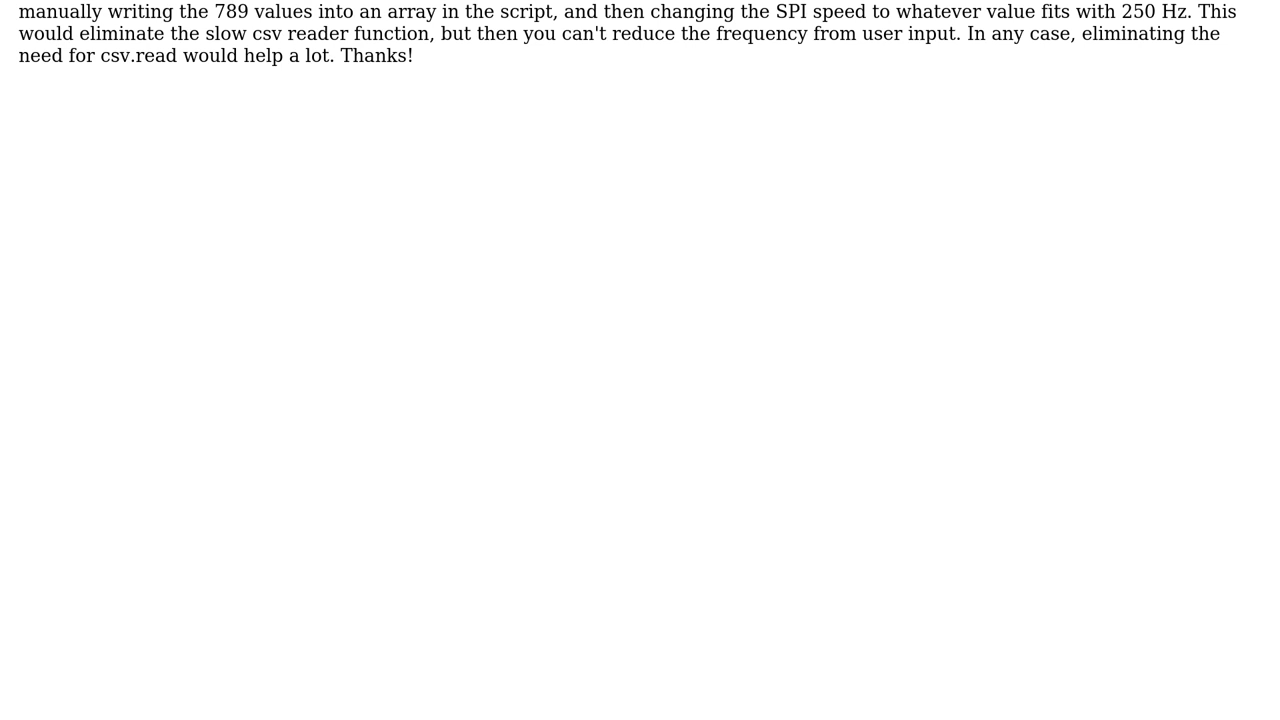 manually writing the 789 values into an array in the script, and then changing the SPI speed to whatever value fits with 250 Hz. This
would eliminate the slow csv reader function, but then you can't reduce the frequency from user input. In any case, eliminating the
need for csv.read would help a lot. Thanks!